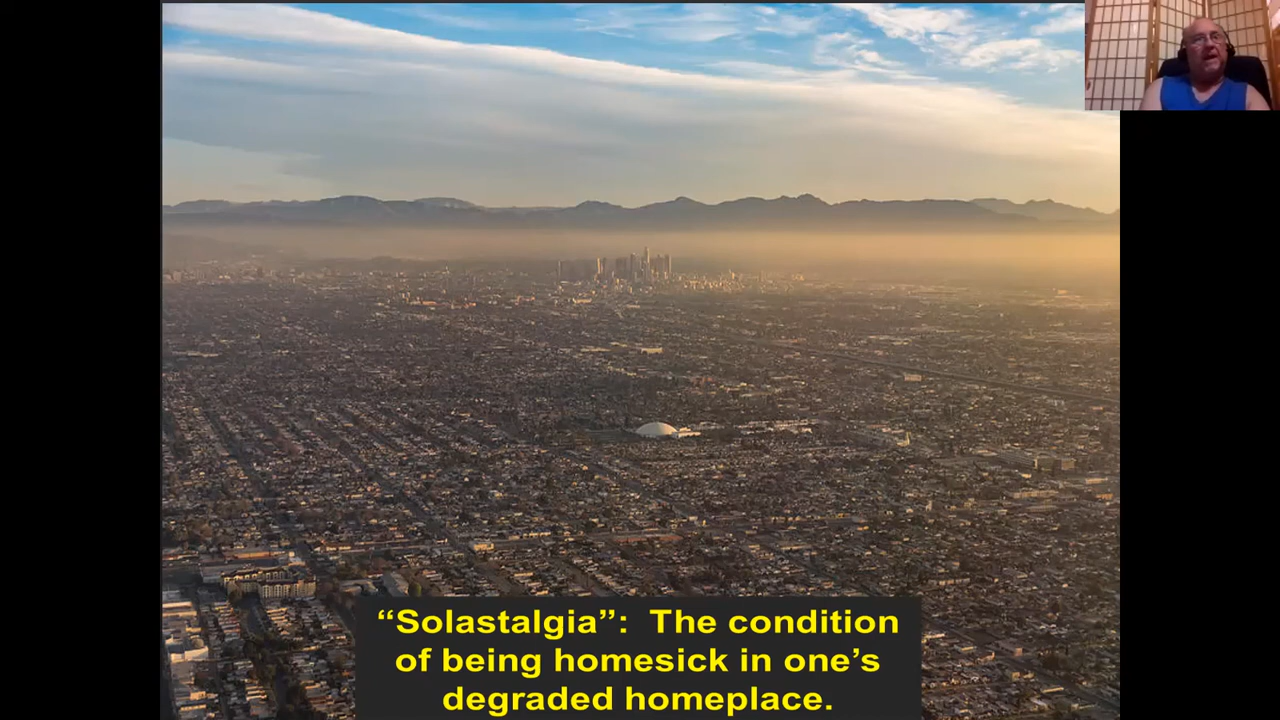 “Solastalgia”:  The condition
of being homesick in one’s
degraded homeplace.